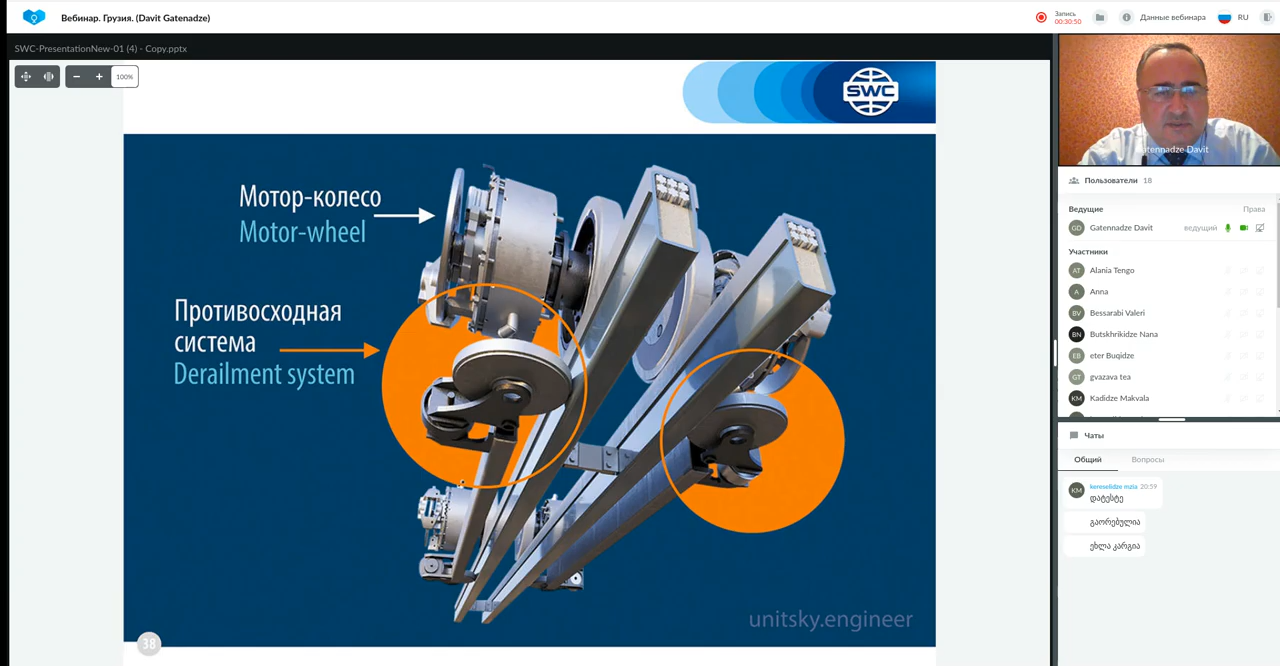 Вебинар. Грузия. (Davit Gatenadze)
Запись
00:30:50
Данные вебинара
RU
SWC-PresentationNew-01 (4) - Copy.pptx
100%
SWC
Мотор-колесо
Motor-wheel
Противосходная
система
Derailment system
unitsky.engineer
38
Gatennadze Davit
Пользователи 18
Ведущие Права
GD Gatennadze Davit ведущий
Участники
AT Alania Tengo
A Anna
BV Bessarabi Valeri
BN Butskhrikidze Nana
EB eter Buqidze
GT gvazava tea
KM Kadidze Makvala
Чаты
Общий Вопросы
KM kereselidze mzia 20:59
დატესტე
გაორებულია
ეხლა კარგია